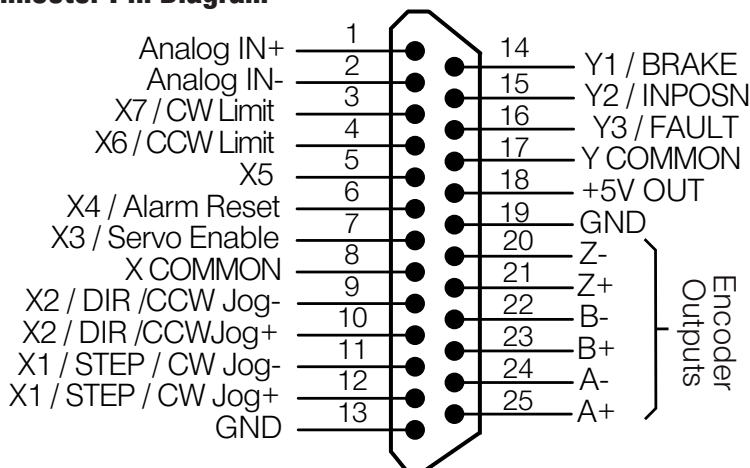 Pin Diagram
1
Analog IN+
2
Analog IN-
3
X7 / CW Limit
4
X6 / CCW Limit
5
X5
6
X4 / Alarm Reset
7
X3 / Servo Enable
8
X COMMON
9
X2 / DIR /CCW Jog-
10
X2 / DIR /CCWJog+
11
X1 / STEP / CW Jog-
12
X1 / STEP / CW Jog+
13
GND
14
Y1 / BRAKE
15
Y2 / INPOSN
16
Y3 / FAULT
17
Y COMMON
18
+5V OUT
19
GND
20
Z-
21
Z+
22
B-
23
B+
24
A-
25
A+
Encoder
Outputs